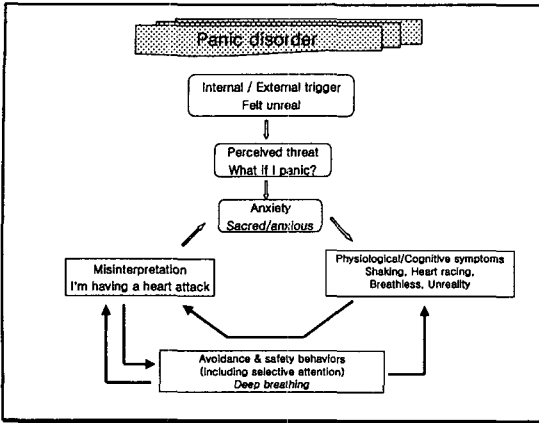 Panic disorder
Internal / External trigger
Felt unreal
Perceived threat
What if I panic?
Anxiety
Sacred/anxious
Misinterpretation
I'm having a heart attack
Physiological/Cognitive symptoms
Shaking, Heart racing,
Breathless, Unreality
Avoidance & safety behaviors
(including selective attention)
Deep breathing